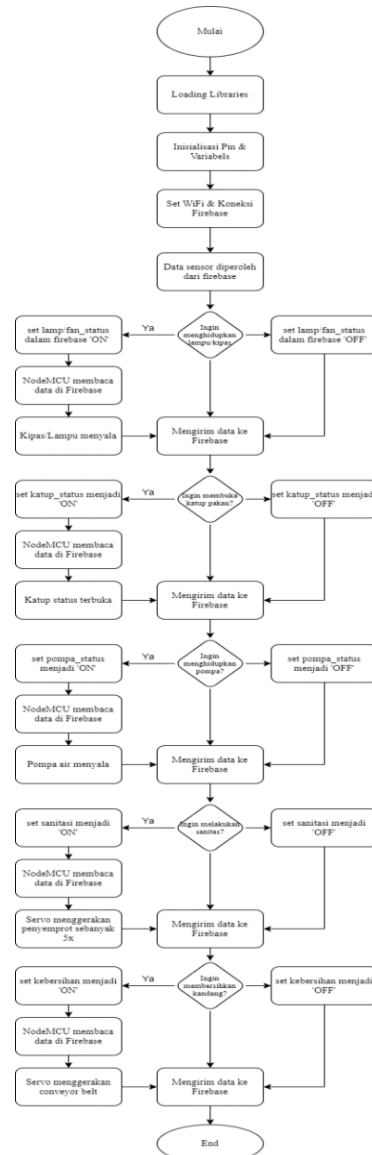 Mulai
Loading Libraries
Inisialisasi Pin &
Variabels
Set WiFi & Koneksi
Firebase
Data sensor diperoleh
dari firebase
set lamp/fan_status
dalam firebase 'ON'
Ya
Ingin
menghidupkan
lampu/kipas
set lamp/fan_status
dalam firebase 'OFF'
NodeMCU membaca
data di Firebase
Kipas/Lampu menyala
Mengirim data ke
Firebase
set katup_status menjadi
'ON'
Ya
Ingin membuka
katup pakan?
set katup_status menjadi
'OFF'
NodeMCU membaca
data di Firebase
Katup status terbuka
Mengirim data ke
Firebase
set pompa_status
menjadi 'ON'
Ya
Ingin
menghidupkan
pompa?
set pompa_status
menjadi 'OFF'
NodeMCU membaca
data di Firebase
Pompa air menyala
Mengirim data ke
Firebase
set sanitasi menjadi
'ON'
Ya
Ingin melakukan
sanitas?
set sanitasi menjadi
'OFF'
NodeMCU membaca
data di Firebase
Servo menggerakan
penyemprot sebanyak
5x
Mengirim data ke
Firebase
set kebersihan menjadi
'ON'
Ya
Ingin
membersihkan
kandang?
set kebersihan menjadi
'OFF'
NodeMCU membaca
data di Firebase
Servo menggerakan
conveyor belt
Mengirim data ke
Firebase
End